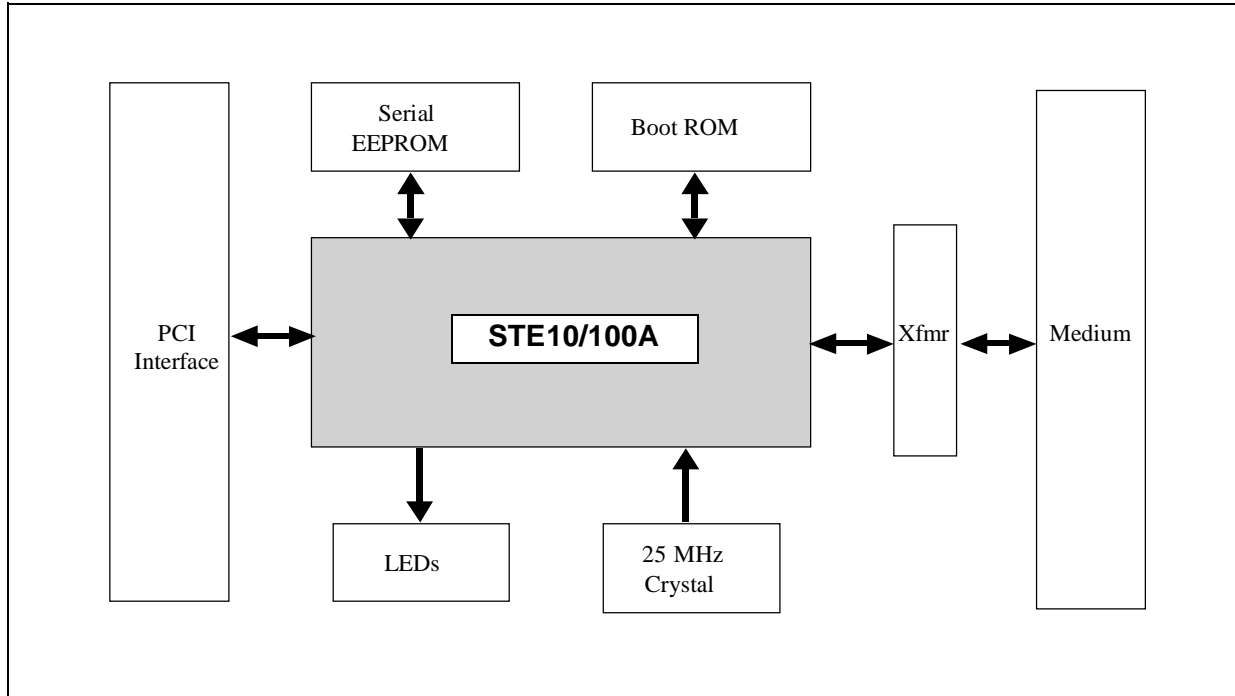 Serial
EEPROM
Boot ROM
PCI
Interface
STE10/100A
Xfmr
Medium
LEDs
25 MHz
Crystal